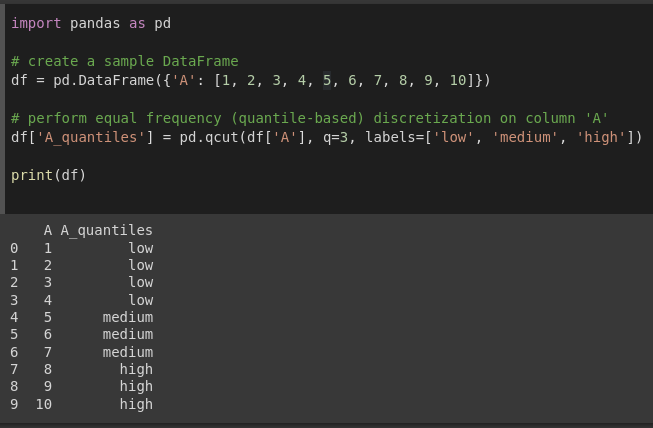 import pandas as pd
# create a sample DataFrame
df = pd.DataFrame({'A': [1, 2, 3, 4, 5, 6, 7, 8, 9, 10]})
# perform equal frequency (quantile-based) discretization on column 'A'
df['A_quantiles'] = pd.qcut(df['A'], q=3, labels=['low', 'medium', 'high'])
print(df)
    A A_quantiles
0   1         low
1   2         low
2   3         low
3   4         low
4   5      medium
5   6      medium
6   7      medium
7   8        high
8   9        high
9  10        high